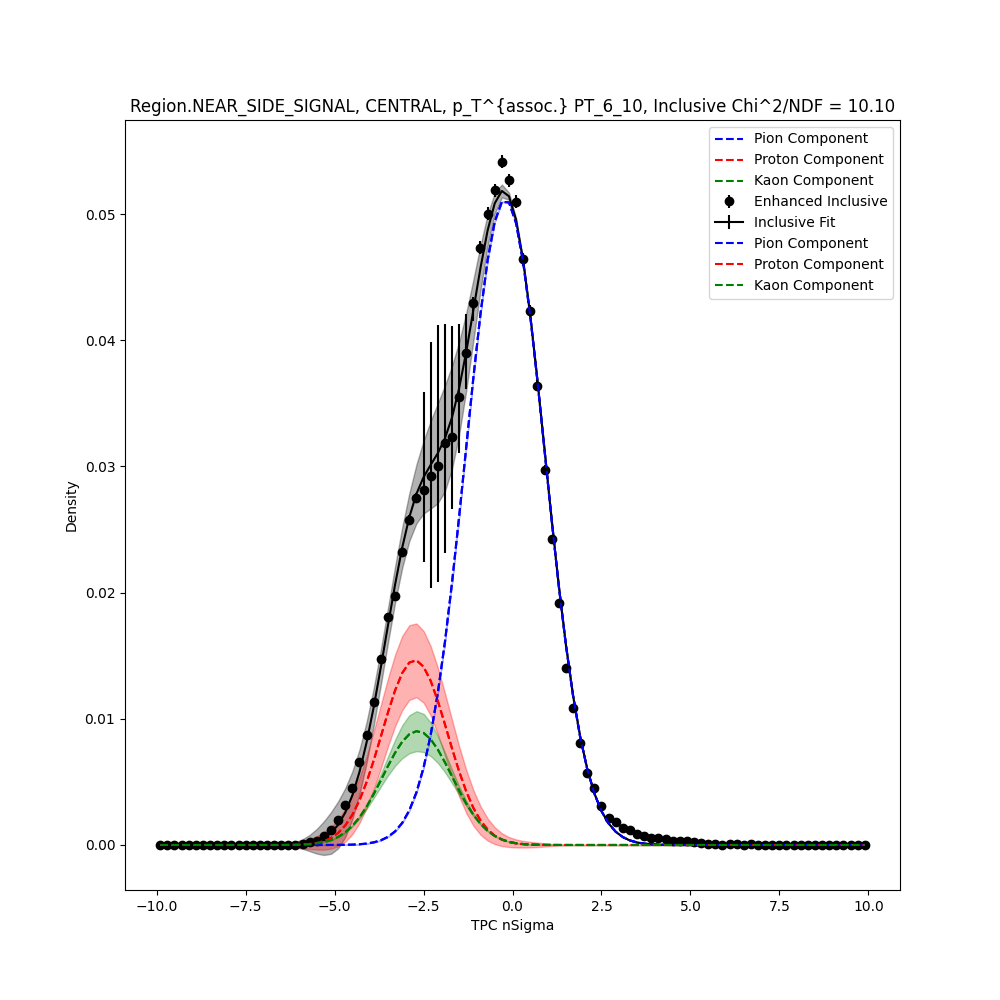 Region.NEAR_SIDE_SIGNAL, CENTRAL, p_T^{assoc.} PT_6_10, Inclusive Chi^2/NDF = 10.10
Pion Component
Proton Component
Kaon Component
Enhanced Inclusive
Inclusive Fit
Pion Component
Proton Component
Kaon Component
0.05
0.04
0.03
0.02
0.01
0.00
Density
−10.0 −7.5 −5.0 −2.5 0.0 2.5 5.0 7.5 10.0
TPC nSigma